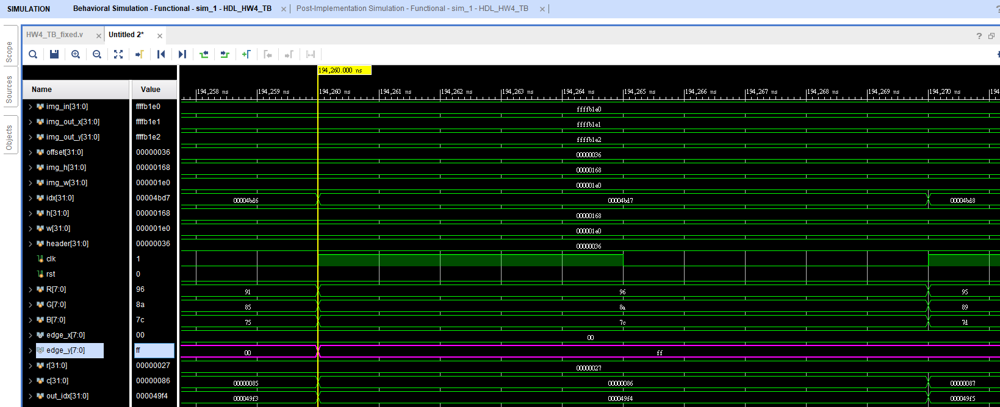 SIMULATION Behavioral Simulation - Functional - sim_1 - HDL_HW4_TB Post-Implementation Simulation - Functional - sim_1 - HDL_HW4_TB ?
HW4_TB_fixed.v Untitled 2* ?
Scope
Sources
Objects
194,260.000 ns
194,258 ns 194,259 ns 194,260 ns 194,261 ns 194,262 ns 194,263 ns 194,264 ns 194,265 ns 194,266 ns 194,267 ns 194,268 ns 194,269 ns 194,270 ns 194
Name Value
img_in[31:0] ffffb1e0 ffffb1e0
img_out_x[31:0] ffffb1e1 ffffb1e1
img_out_y[31:0] ffffb1e2 ffffb1e2
offset[31:0] 00000036 00000036
img_h[31:0] 00000168 00000168
img_w[31:0] 000001e0 000001e0
idx[31:0] 00004bd7 00004bd6 00004bd7 00004bd8
h[31:0] 00000168 00000168
w[31:0] 000001e0 000001e0
header[31:0] 00000036 00000036
clk 1
rst 0
R[7:0] 96 91 96 95
G[7:0] 8a 85 8a 89
B[7:0] 7c 75 7c 7d
edge_x[7:0] 00 00
edge_y[7:0] ff 00 ff
r[31:0] 00000027 00000027
c[31:0] 00000086 00000085 00000086 00000087
out_idx[31:0] 000049f4 000049f3 000049f4 000049f5